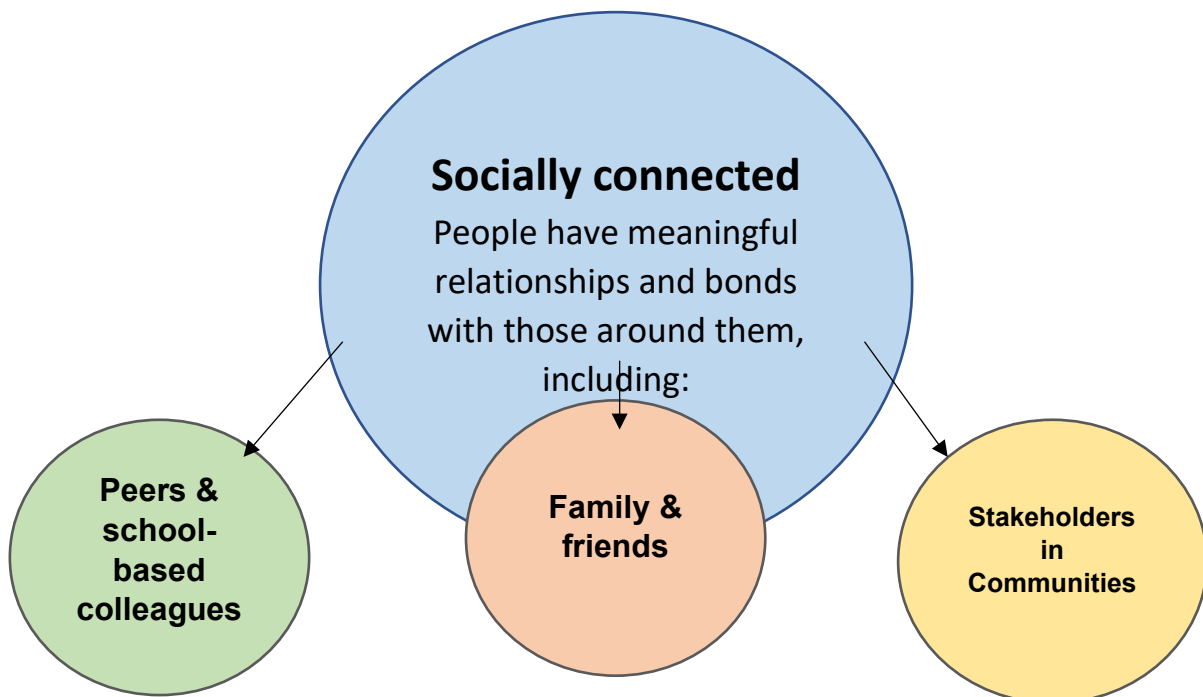 Socially connected
People have meaningful
relationships and bonds
with those around them,
including:
Peers &
school-
based
colleagues
Family &
friends
Stakeholders
in
Communities